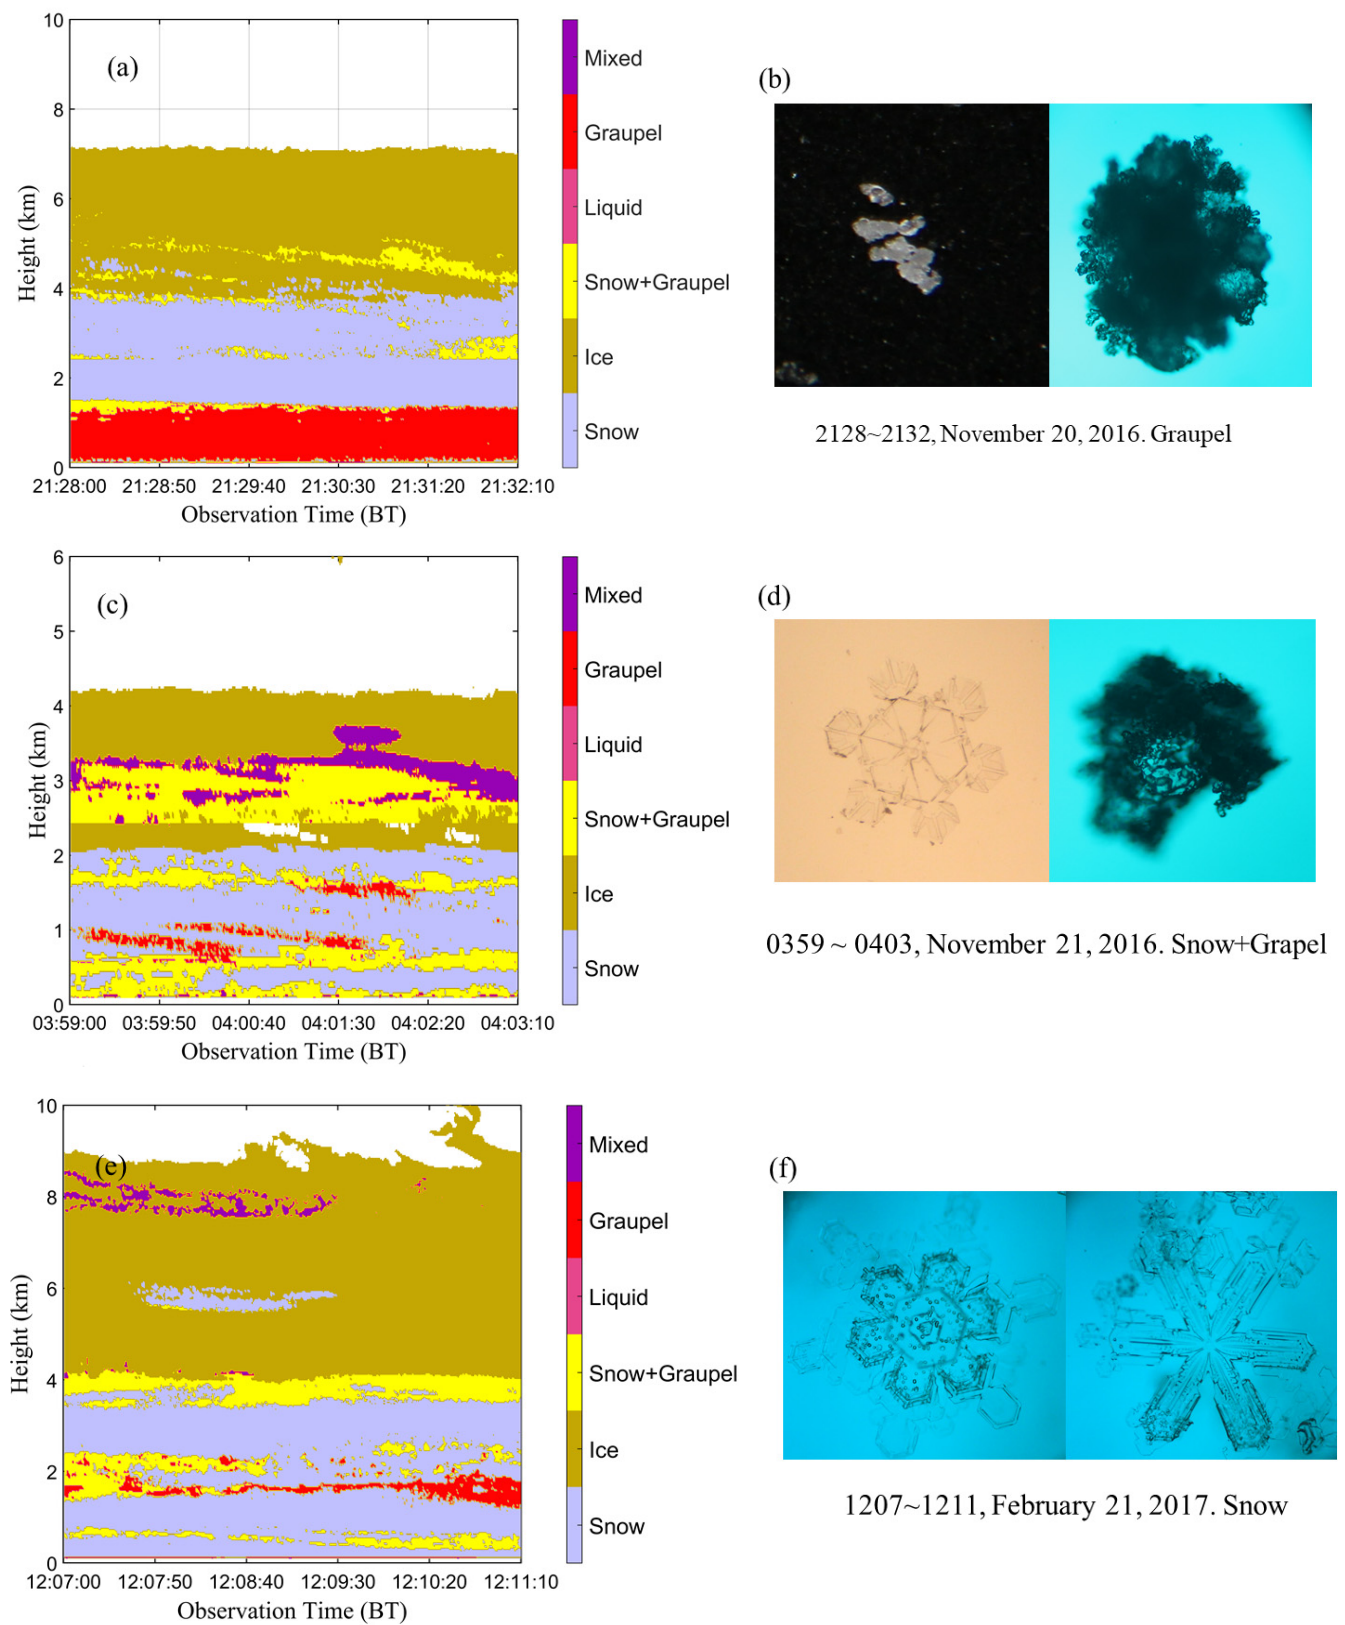 10
8
6
4
2
0
Height (km)
(a)
21:28:00 21:28:50 21:29:40 21:30:30 21:31:20 21:32:10
Observation Time (BT)
Mixed
Graupel
Liquid
Snow+Graupel
Ice
Snow
(b)
2128~2132, November 20, 2016. Graupel
6
5
4
3
2
1
0
Height (km)
(c)
03:59:00 03:59:50 04:00:40 04:01:30 04:02:20 04:03:10
Observation Time (BT)
Mixed
Graupel
Liquid
Snow+Graupel
Ice
Snow
(d)
0359 ~ 0403, November 21, 2016. Snow+Grapel
10
8
6
4
2
0
Height (km)
(e)
12:07:00 12:07:50 12:08:40 12:09:30 12:10:20 12:11:10
Observation Time (BT)
Mixed
Graupel
Liquid
Snow+Graupel
Ice
Snow
(f)
1207~1211, February 21, 2017. Snow